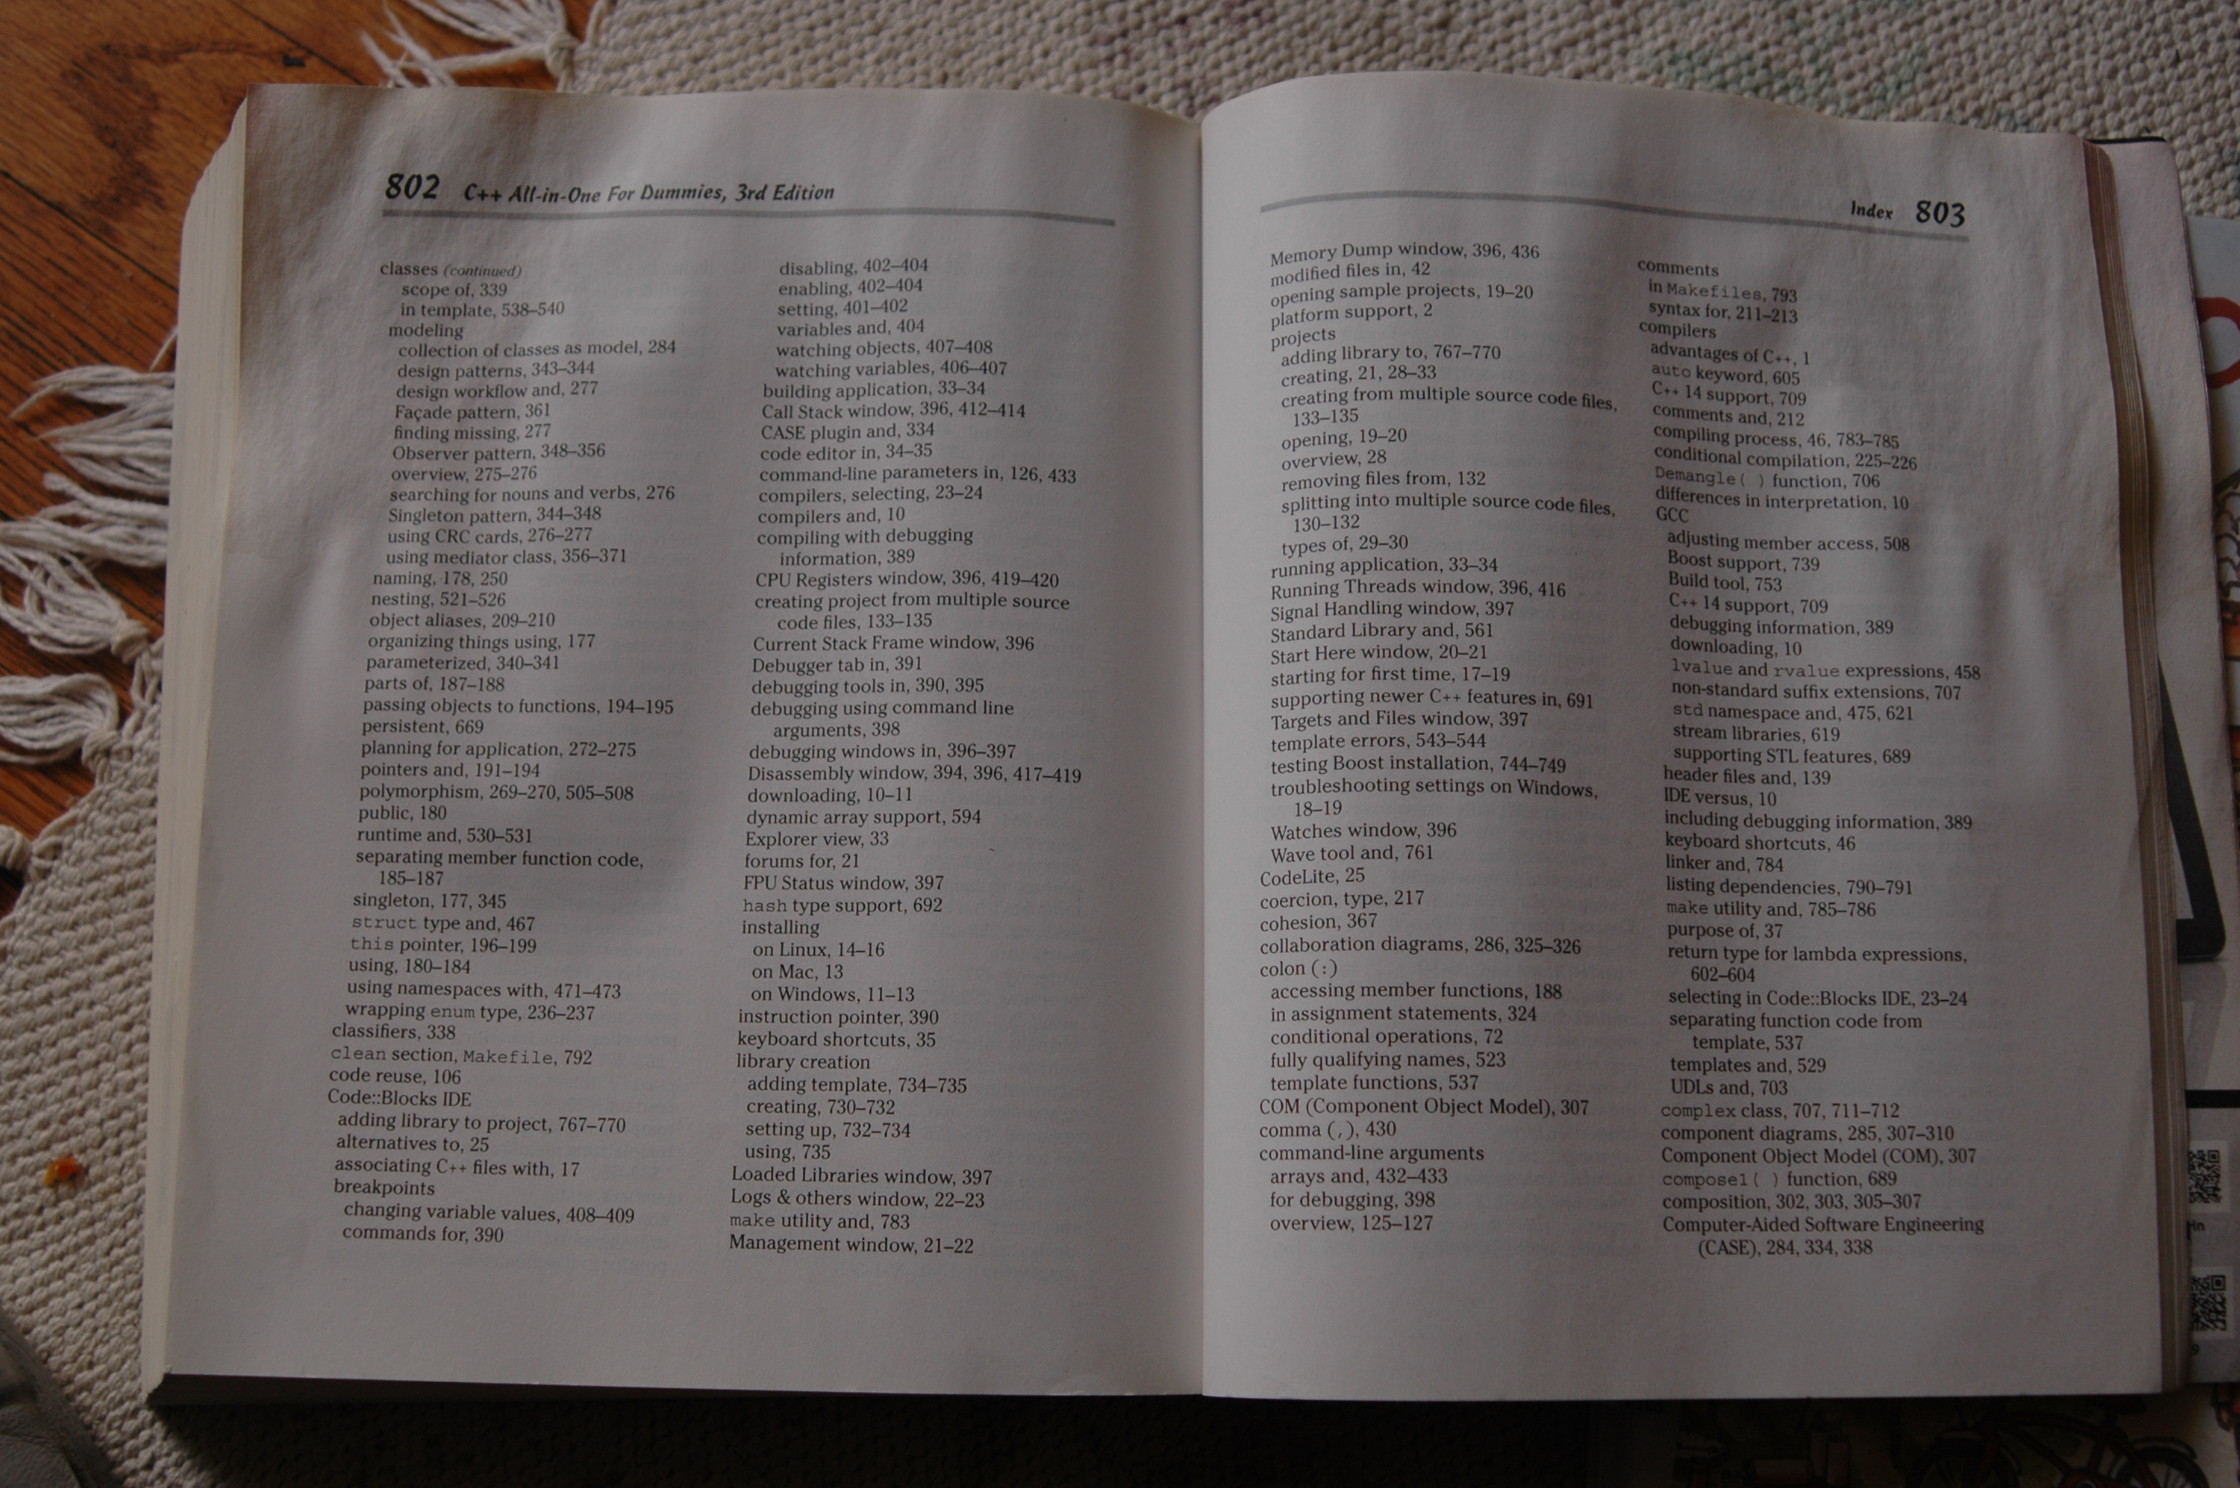 802 C++ All-in-One For Dummies, 3rd Edition
classes (continued)
scope of, 339
in template, 538–540
modeling
collection of classes as model, 284
design patterns, 343–344
design workflow and, 277
Façade pattern, 361
finding missing, 277
Observer pattern, 348–356
overview, 275–276
searching for nouns and verbs, 276
Singleton pattern, 344–348
using CRC cards, 276–277
using mediator class, 356–371
naming, 178, 250
nesting, 521–526
object aliases, 209–210
organizing things using, 177
parameterized, 340–341
parts of, 187–188
passing objects to functions, 194–195
persistent, 669
planning for application, 272–275
pointers and, 191–194
polymorphism, 269–270, 505–508
public, 180
runtime and, 530–531
separating member function code,
185–187
singleton, 177, 345
struct type and, 467
this pointer, 196–199
using, 180–184
using namespaces with, 471–473
wrapping enum type, 236–237
classifiers, 338
clean section, Makefile, 792
code reuse, 106
Code::Blocks IDE
adding library to project, 767–770
alternatives to, 25
associating C++ files with, 17
breakpoints
changing variable values, 408–409
commands for, 390
disabling, 402–404
enabling, 402–404
setting, 401–402
variables and, 404
watching objects, 407–408
watching variables, 406–407
building application, 33–34
Call Stack window, 396, 412–414
CASE plugin and, 334
code editor in, 34–35
command-line parameters in, 126, 433
compilers, selecting, 23–24
compilers and, 10
compiling with debugging
information, 389
CPU Registers window, 396, 419–420
creating project from multiple source
code files, 133–135
Current Stack Frame window, 396
Debugger tab in, 391
debugging tools in, 390, 395
debugging using command line
arguments, 398
debugging windows in, 396–397
Disassembly window, 394, 396, 417–419
downloading, 10–11
dynamic array support, 594
Explorer view, 33
forums for, 21
FPU Status window, 397
hash type support, 692
installing
on Linux, 14–16
on Mac, 13
on Windows, 11–13
instruction pointer, 390
keyboard shortcuts, 35
library creation
adding template, 734–735
creating, 730–732
setting up, 732–734
using, 735
Loaded Libraries window, 397
Logs & others window, 22–23
make utility and, 783
Management window, 21–22
Index 803
Memory Dump window, 396, 436
modified files in, 42
opening sample projects, 19–20
platform support, 2
projects
adding library to, 767–770
creating, 21, 28–33
creating from multiple source code files,
133–135
opening, 19–20
overview, 28
removing files from, 132
splitting into multiple source code files,
130–132
types of, 29–30
running application, 33–34
Running Threads window, 396, 416
Signal Handling window, 397
Standard Library and, 561
Start Here window, 20–21
starting for first time, 17–19
supporting newer C++ features in, 691
Targets and Files window, 397
template errors, 543–544
testing Boost installation, 744–749
troubleshooting settings on Windows,
18–19
Watches window, 396
Wave tool and, 761
CodeLite, 25
coercion, type, 217
cohesion, 367
collaboration diagrams, 286, 325–326
colon (:)
accessing member functions, 188
in assignment statements, 324
conditional operations, 72
fully qualifying names, 523
template functions, 537
COM (Component Object Model), 307
comma (,), 430
command-line arguments
arrays and, 432–433
for debugging, 398
overview, 125–127
comments
in Makefiles, 793
syntax for, 211–213
compilers
advantages of C++, 1
auto keyword, 605
C++ 14 support, 709
comments and, 212
compiling process, 46, 783–785
conditional compilation, 225–226
Demangle( ) function, 706
differences in interpretation, 10
GCC
adjusting member access, 508
Boost support, 739
Build tool, 753
C++ 14 support, 709
debugging information, 389
downloading, 10
lvalue and rvalue expressions, 458
non-standard suffix extensions, 707
std namespace and, 475, 621
stream libraries, 619
supporting STL features, 689
header files and, 139
IDE versus, 10
including debugging information, 389
keyboard shortcuts, 46
linker and, 784
listing dependencies, 790–791
make utility and, 785–786
purpose of, 37
return type for lambda expressions,
602–604
selecting in Code::Blocks IDE, 23–24
separating function code from
template, 537
templates and, 529
UDLs and, 703
complex class, 707, 711–712
component diagrams, 285, 307–310
Component Object Model (COM), 307
compose1( ) function, 689
composition, 302, 303, 305–307
Computer-Aided Software Engineering
(CASE), 284, 334, 338